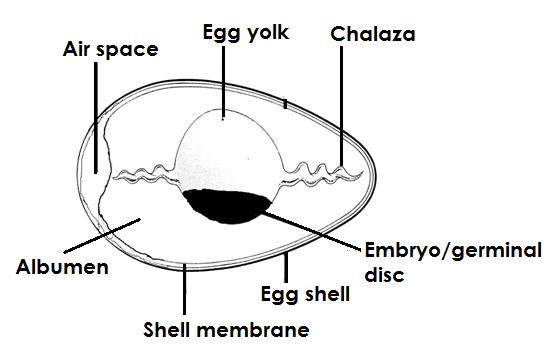 Egg yolk
Chalaza
Air space
Albumen
Embryo/germinal
disc
Egg shell
Shell membrane